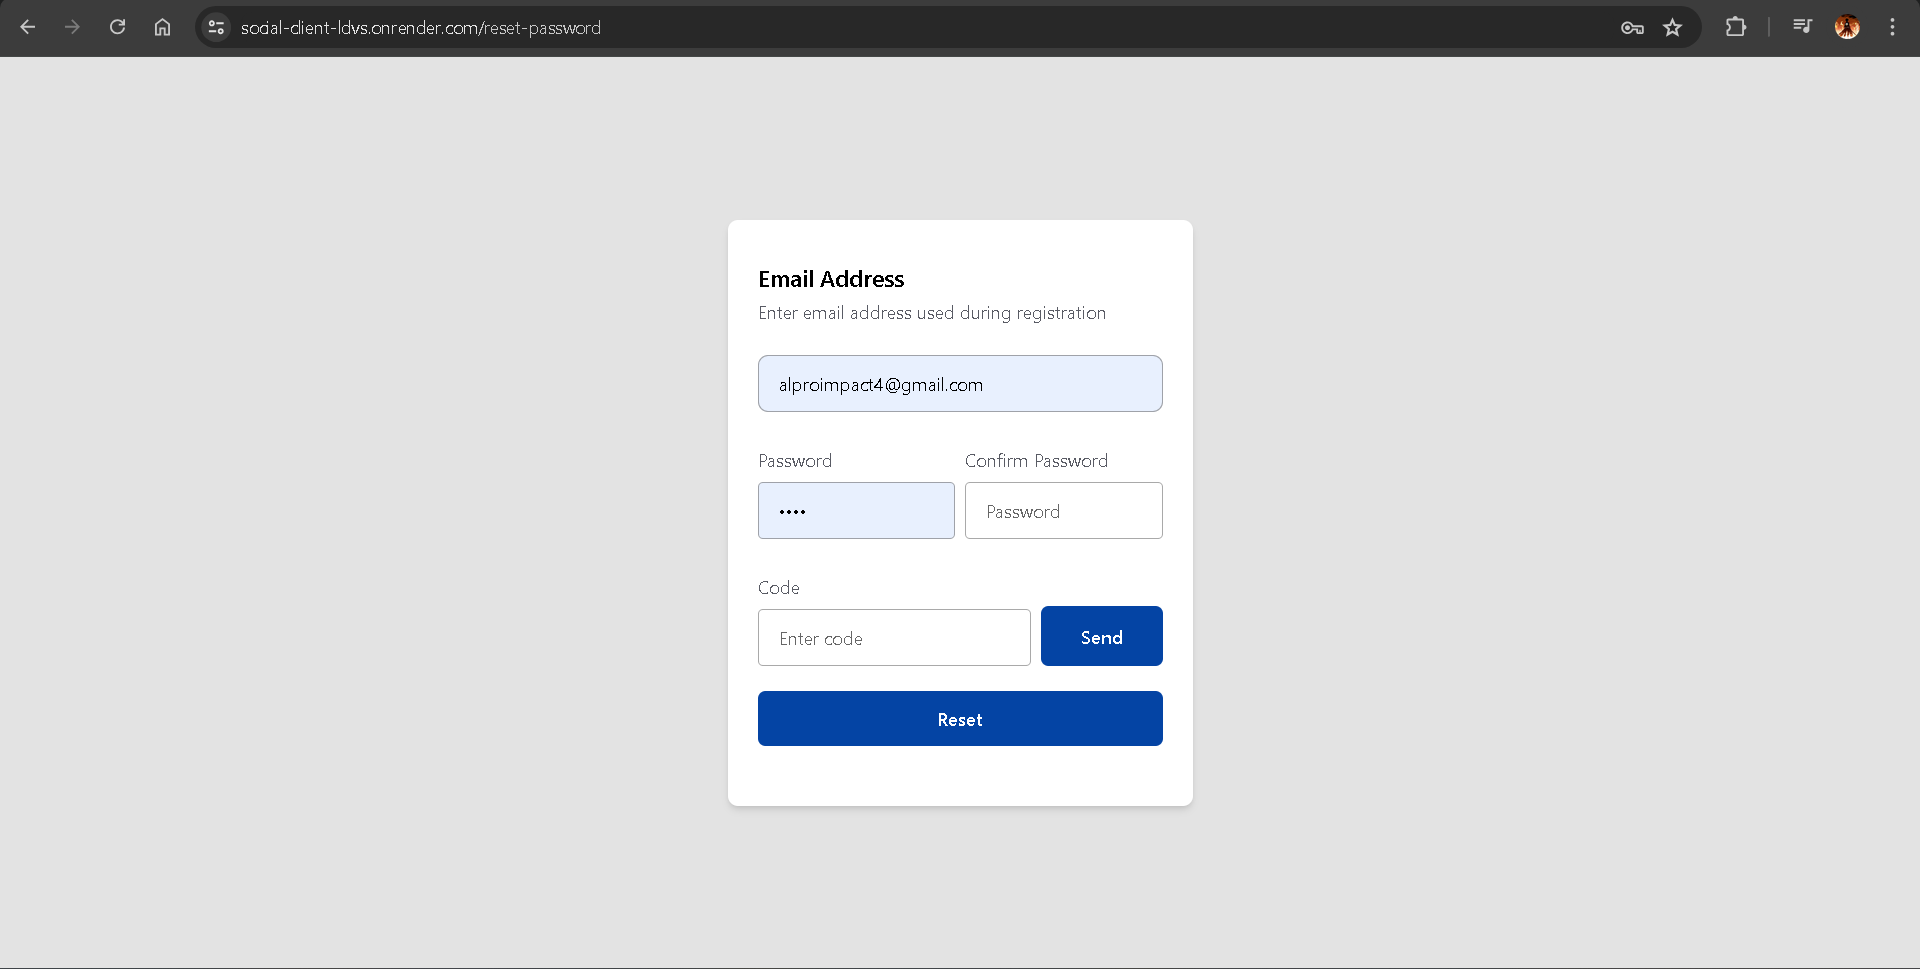 social-client-ldvs.onrender.com/reset-password
Email Address
Enter email address used during registration
alproimpact4@gmail.com
Password Confirm Password
•••• Password
Code
Enter code Send
Reset